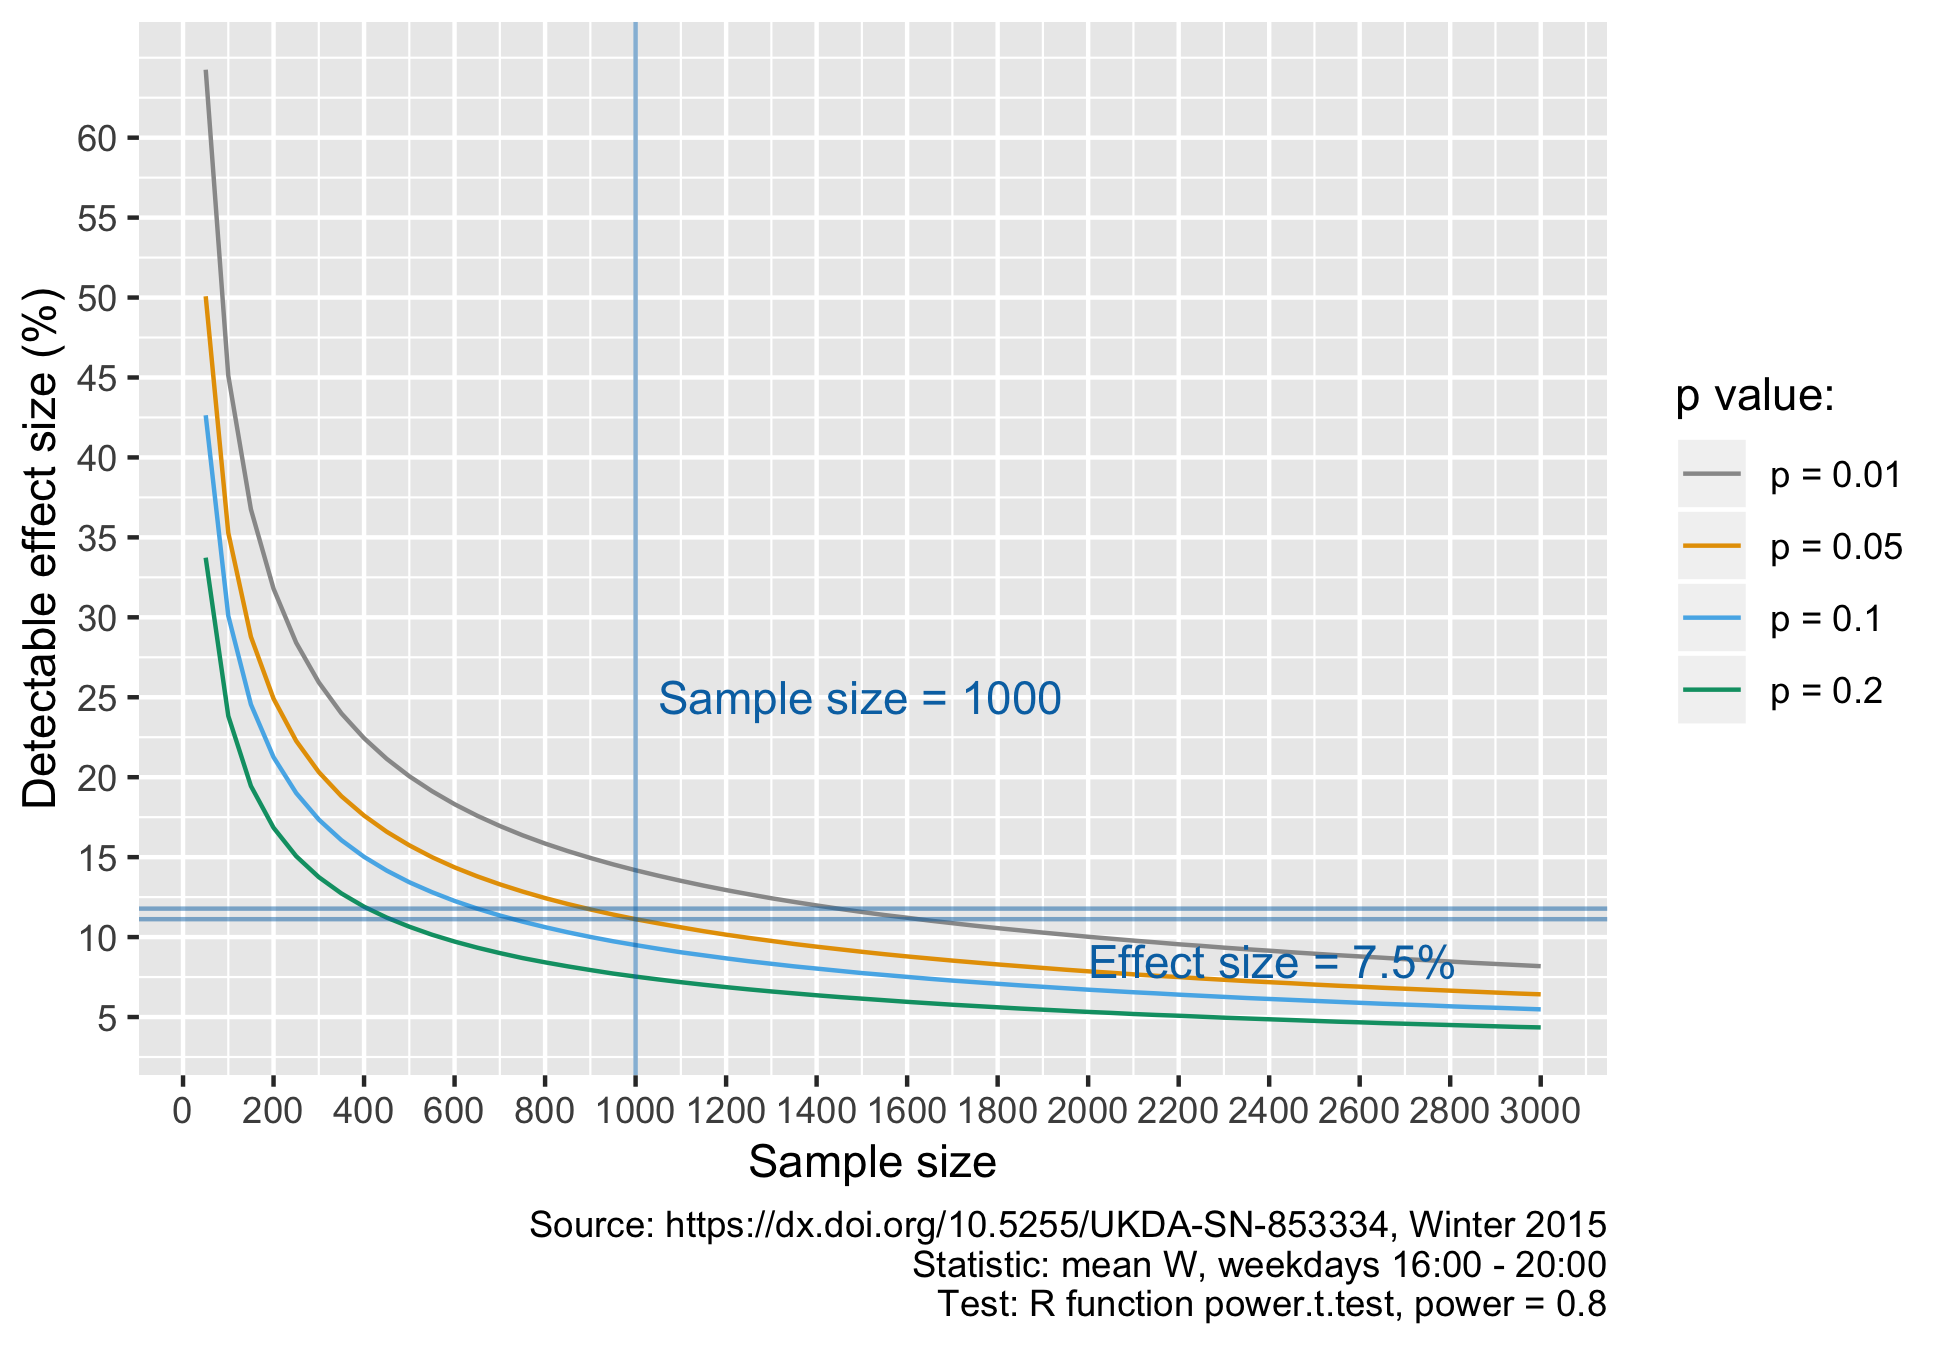 Detectable effect size (%)
60
55
50
45
40
35
30
25
20
15
10
5
Sample size = 1000
Effect size = 7.5%
0 200 400 600 800 1000 1200 1400 1600 1800 2000 2200 2400 2600 2800 3000
Sample size
p value:
p = 0.01
p = 0.05
p = 0.1
p = 0.2
Source: https://dx.doi.org/10.5255/UKDA-SN-853334, Winter 2015
Statistic: mean W, weekdays 16:00 - 20:00
Test: R function power.t.test, power = 0.8